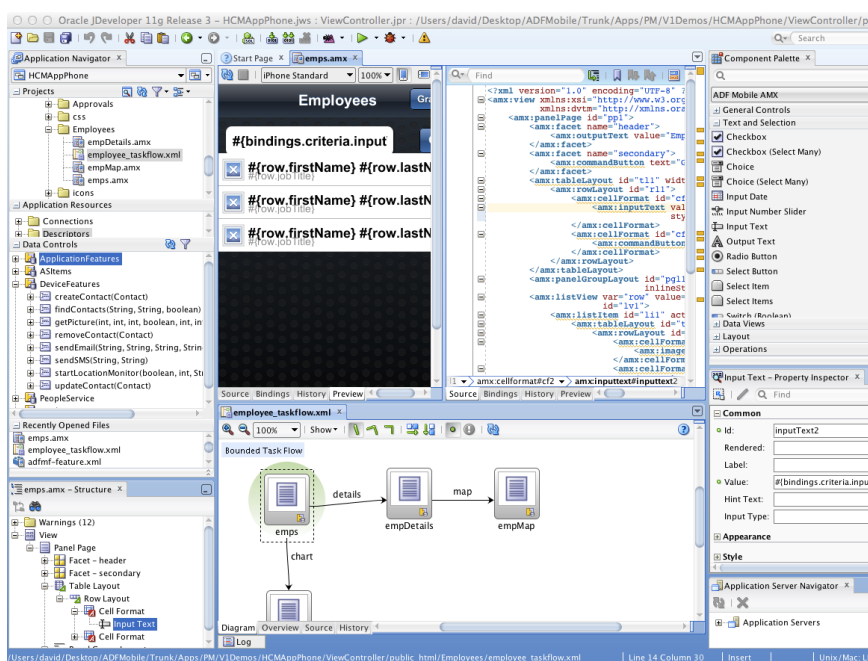 Oracle JDeveloper 11g Release 3 – HCMAppPhone.jws : ViewController.jpr : /Users/david/Desktop/ADFMobile/Trunk/Apps/PM/V1Demos/HCMAppPhone/ViewController/p
Search
Application Navigator
HCMAppPhone
Projects
Approvals
css
Employees
empDetails.amx
employee_taskflow.xml
empMap.amx
emps.amx
icons
Application Resources
Connections
Descriptors
Data Controls
ApplicationFeatures
ASItems
DeviceFeatures
createContact(Contact)
findContacts(String, String, boolean)
getPicture(int, int, int, boolean, int, in
removeContact(Contact)
sendEmail(String, String, String, Strin
sendSMS(String, String)
startLocationMonitor(boolean, int, St
updateContact(Contact)
PeopleService
Recently Opened Files
emps.amx
employee_taskflow.xml
adfmf-feature.xml
emps.amx – Structure
Warnings (12)
View
Panel Page
Facet – header
Facet – secondary
Table Layout
Row Layout
Cell Format
Input Text
Cell Format
Start Page
emps.amx
iPhone Standard
100%
Employees
Gra
#{bindings.criteria.input
#{row.firstName} #{row.lastN
#{row.jobTitle}
#{row.firstName} #{row.lastN
#{row.jobTitle}
#{row.firstName} #{row.lastN
#{row.jobTitle}
Source Bindings History Preview
Find
<?xml version="1.0" encoding="UTF-8" ?
<amx:view xmlns:xsi="http://www.w3.org
xmlns:dvtm="http://xmlns.ora
<amx:panelPage id="pp1">
<amx:facet name="header">
<amx:outputText value="Emp
</amx:facet>
<amx:facet name="secondary">
<amx:commandButton text="G
</amx:facet>
<amx:tableLayout id="tl1" widt
<amx:rowLayout id="rl1">
<amx:cellFormat id="cf
<amx:inputText val
sty
</amx:cellFormat>
<amx:cellFormat id="cf
<amx:commandButton
</amx:cellFormat>
</amx:rowLayout>
</amx:tableLayout>
<amx:panelGroupLayout id="pgl1
inlineSt
<amx:listView var="row" value=
id="lv1">
<amx:listItem id="li1" act
<amx:tableLayout id="t
<amx:rowLayout id=
<amx:cellForma
<amx:image
</amx:cellForm
<amx:cellForma
amx:cellformat#cf2
amx:inputtext#inputtext2
Source Bindings History Preview
employee_taskflow.xml
100%
Show
Bounded Task Flow
emps
details
empDetails
map
empMap
chart
Diagram Overview Source History
Log
Component Palette
ADF Mobile AMX
General Controls
Text and Selection
Checkbox
Checkbox (Select Many)
Choice
Choice (Select Many)
Input Date
Input Number Slider
Input Text
Output Text
Radio Button
Select Button
Select Item
Select Items
Switch (Boolean)
Data Views
Layout
Operations
Input Text – Property Inspector
Find
Common
Id: inputText2
Rendered:
Label:
Value: #{bindings.criteria.inpu
Hint Text:
Input Type:
Appearance
Style
Application Server Navigator
Application Servers
/Users/david/Desktop/ADFMobile/Trunk/Apps/PM/V1Demos/HCMAppPhone/ViewController/public_html/Employees/employee_taskflow.xml
Line 14 Column 30
Insert
Unix/Mac: L